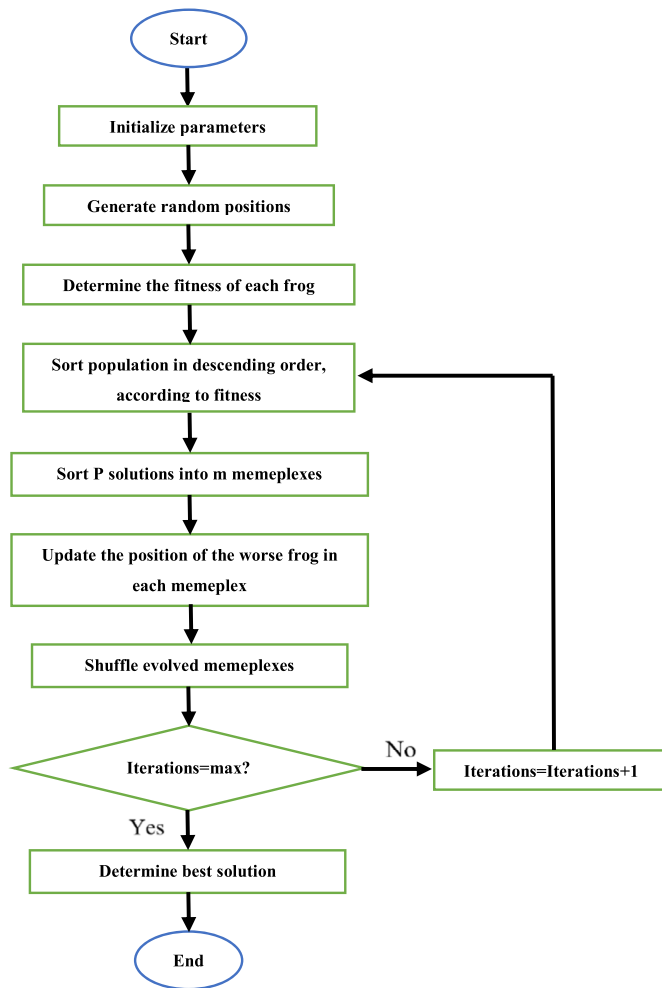 Start
Initialize parameters
Generate random positions
Determine the fitness of each frog
Sort population in descending order,
according to fitness
Sort P solutions into m memeplexes
Update the position of the worse frog in
each memeplex
Shuffle evolved memeplexes
Iterations=max?
No
Iterations=Iterations+1
Yes
Determine best solution
End